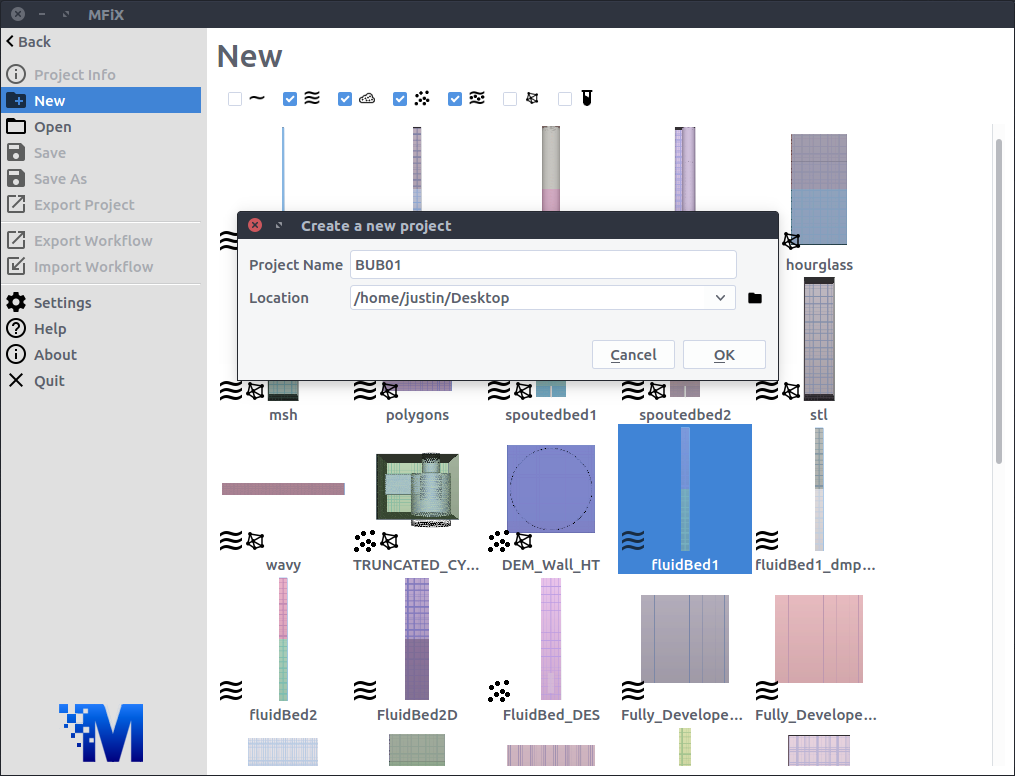 MFiX
Back
Project Info
New
Open
Save
Save As
Export Project
Export Workflow
Import Workflow
Settings
Help
About
Quit
M
New
Create a new project
Project Name BUB01
Location /home/justin/Desktop
Cancel OK
hourglass
msh polygons spoutedbed1 spoutedbed2 stl
wavy TRUNCATED_CY... DEM_Wall_HT fluidBed1 fluidBed1_dmp...
fluidBed2 FluidBed2D FluidBed_DES Fully_Develope... Fully_Develope...